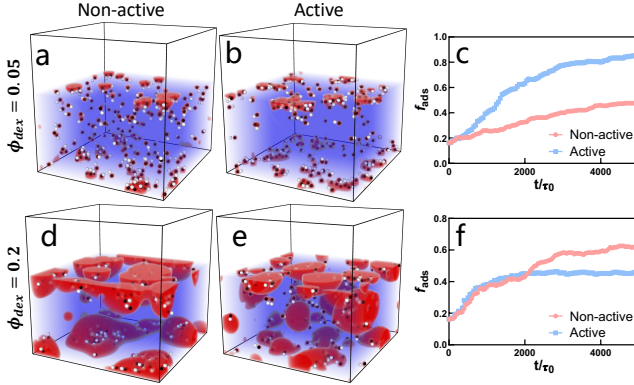 Non-active
Active
ϕdex = 0.05
a
b
c
1.0
0.8
0.6
0.4
0.2
0.0
fads
0
2000
4000
t/τ0
Non-active
Active
ϕdex = 0.2
d
e
f
0.8
0.6
0.4
0.2
0.0
fads
0
2000
4000
t/τ0
Non-active
Active